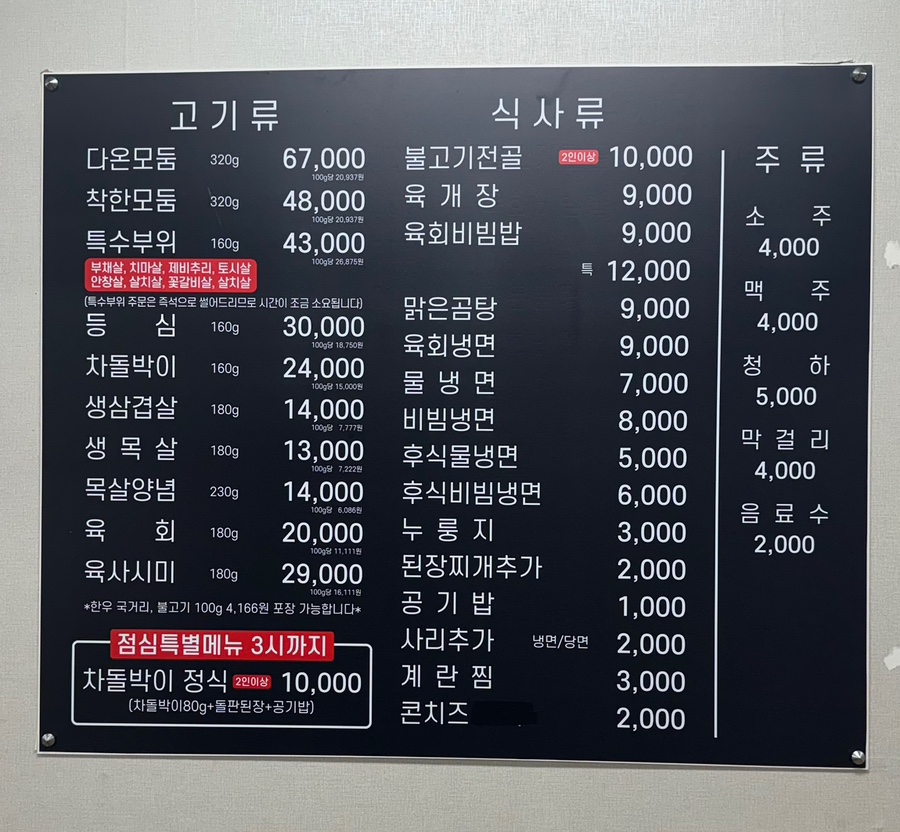 고기류
다온모둠 320g 67,000
100g당 20,937원
착한모둠 320g 48,000
100g당 20,937원
특수부위 160g 43,000
100g당 26,875원
부채살, 치마살, 제비추리, 토시살
안창살, 살치살, 꽃갈비살, 살치살
(특수부위 주문은 즉석으로 썰어드리므로 시간이 조금 소요됩니다)
등심 160g 30,000
100g당 18,750원
차돌박이 160g 24,000
100g당 15,000원
생삼겹살 180g 14,000
100g당 7,777원
생목살 180g 13,000
100g당 7,222원
목살양념 230g 14,000
100g당 6,086원
육회 180g 20,000
100g당 11,111원
육사시미 180g 29,000
100g당 16,111원
*한우 국거리, 불고기 100g 4,166원 포장 가능합니다*
점심특별메뉴 3시까지
차돌박이 정식 2인이상 10,000
(차돌박이80g+돌판된장+공기밥)
식사류
불고기전골 2인이상 10,000
육개장 9,000
육회비빔밥 9,000
특 12,000
맑은곰탕 9,000
육회냉면 9,000
물냉면 7,000
비빔냉면 8,000
후식물냉면 5,000
후식비빔냉면 6,000
누룽지 3,000
된장찌개추가 2,000
공기밥 1,000
사리추가 냉면/당면 2,000
계란찜 3,000
콘치즈 2,000
주류
소주
4,000
맥주
4,000
청하
5,000
막걸리
4,000
음료수
2,000